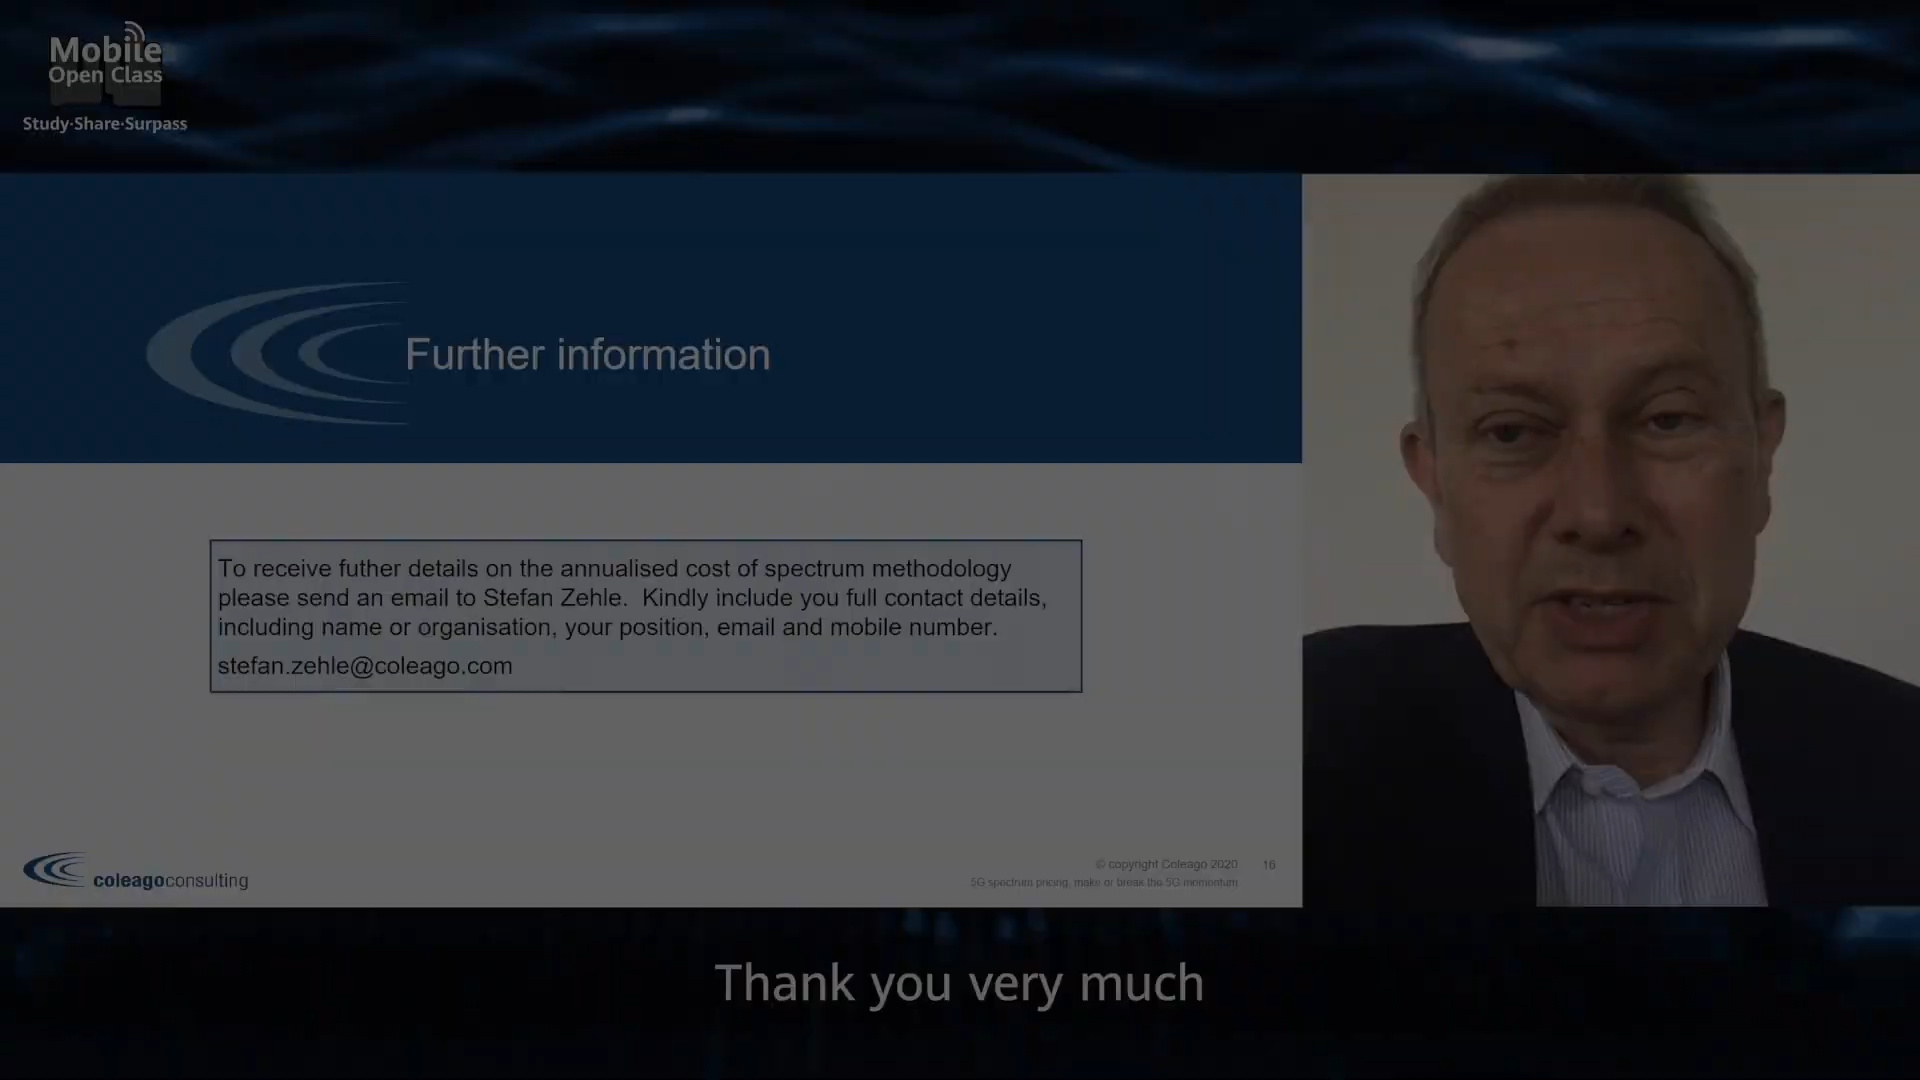 Mobile
Open Class
Study·Share·Surpass
Further information
To receive futher details on the annualised cost of spectrum methodology
please send an email to Stefan Zehle.  Kindly include you full contact details,
including name or organisation, your position, email and mobile number.
stefan.zehle@coleago.com
coleagoconsulting
© copyright Coleago 2020 16
5G spectrum pricing, make or break the 5G momentum
Thank you very much